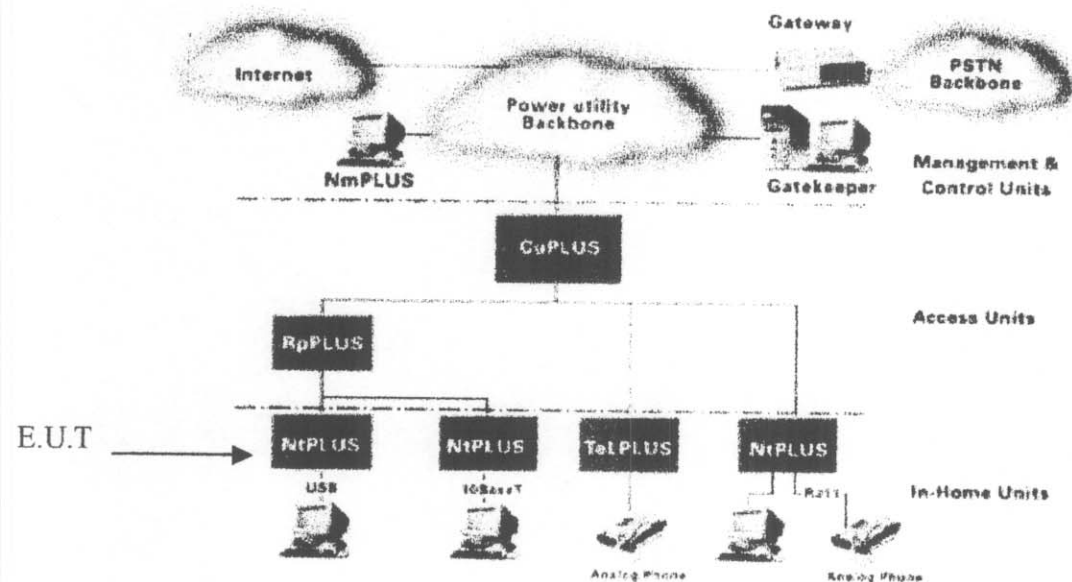 Gateway
Internet
PSTN
Backbone
Power utility
Backbone
NmPLUS
Gatekeeper
Management &
Control Units
CuPLUS
Access Units
RpPLUS
E.U.T
NtPLUS
NtPLUS
TeLPLUS
NtPLUS
USB
10BaseT
RJ11
In-Home Units
Analog Phone
Analog Phone